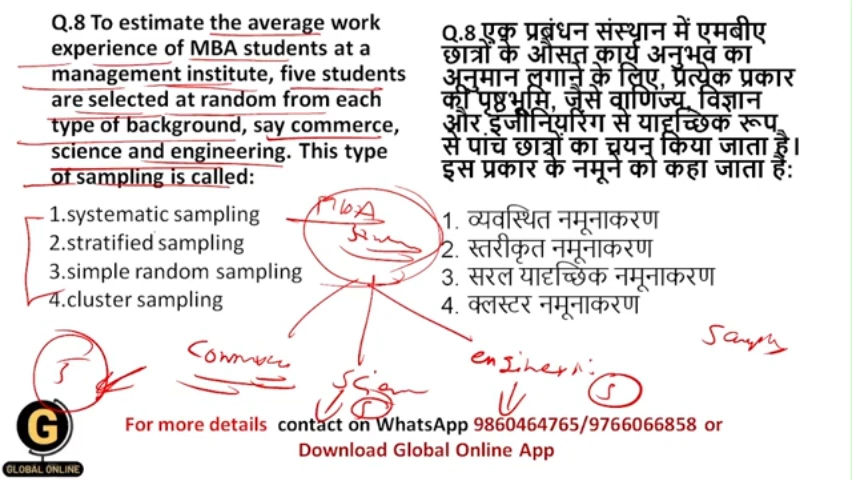 Q.8 To estimate the average work
experience of MBA students at a
management institute, five students
are selected at random from each
type of background, say commerce,
science and engineering. This type
of sampling is called:
1.systematic sampling
2.stratified sampling
3.simple random sampling
4.cluster sampling
Q.8 एक प्रबंधन संस्थान में एमबीए
छात्रों के औसत कार्य अनुभव का
अनुमान लगाने के लिए, प्रत्येक प्रकार
की पृष्ठभूमि, जैसे वाणिज्य, विज्ञान
और इंजीनियरिंग से यादृच्छिक रूप
से पांच छात्रों का चयन किया जाता है।
इस प्रकार के नमूने को कहा जाता है:
1. व्यवस्थित नमूनाकरण
2. स्तरीकृत नमूनाकरण
3. सरल यादृच्छिक नमूनाकरण
4. क्लस्टर नमूनाकरण
MBA
Commerce
5
5
5
For more details contact on WhatsApp 9860464765/9766066858 or
Download Global Online App
G
GLOBAL ONLINE